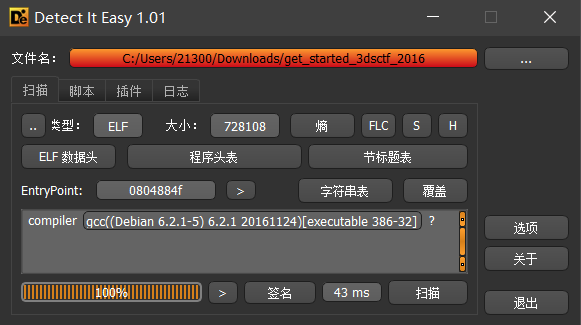 Detect It Easy 1.01
文件名: C:/Users/21300/Downloads/get_started_3dsctf_2016 ...
扫描 脚本 插件 日志
.. 类型: ELF 大小: 728108 熵 FLC S H
ELF 数据头 程序头表 节标题表
EntryPoint: 0804884f > 字符串表 覆盖
compiler gcc((Debian 6.2.1-5) 6.2.1 20161124)[executable 386-32] ?
选项
关于
100% > 签名 43 ms 扫描
退出